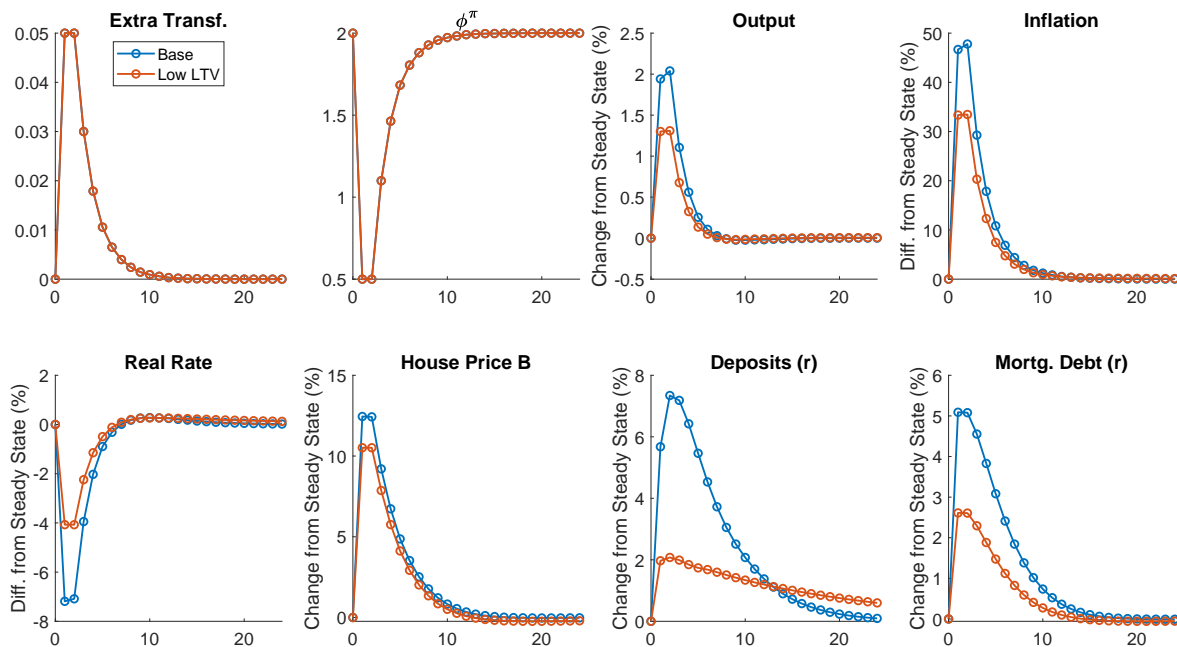 Extra Transf.
0.05
0.04
0.03
0.02
0.01
0
0 10 20
Base
Low LTV
ϕ^π
2
1.5
1
0.5
0 10 20
Output
Change from Steady State (%)
2.5
2
1.5
1
0.5
0
-0.5
0 10 20
Inflation
Diff. from Steady State (%)
50
40
30
20
10
0
0 10 20
Real Rate
Diff. from Steady State (%)
2
0
-2
-4
-6
-8
0 10 20
House Price B
Change from Steady State (%)
15
10
5
0
0 10 20
Deposits (r)
Change from Steady State (%)
8
6
4
2
0
0 10 20
Mortg. Debt (r)
Change from Steady State (%)
6
5
4
3
2
1
0
0 10 20